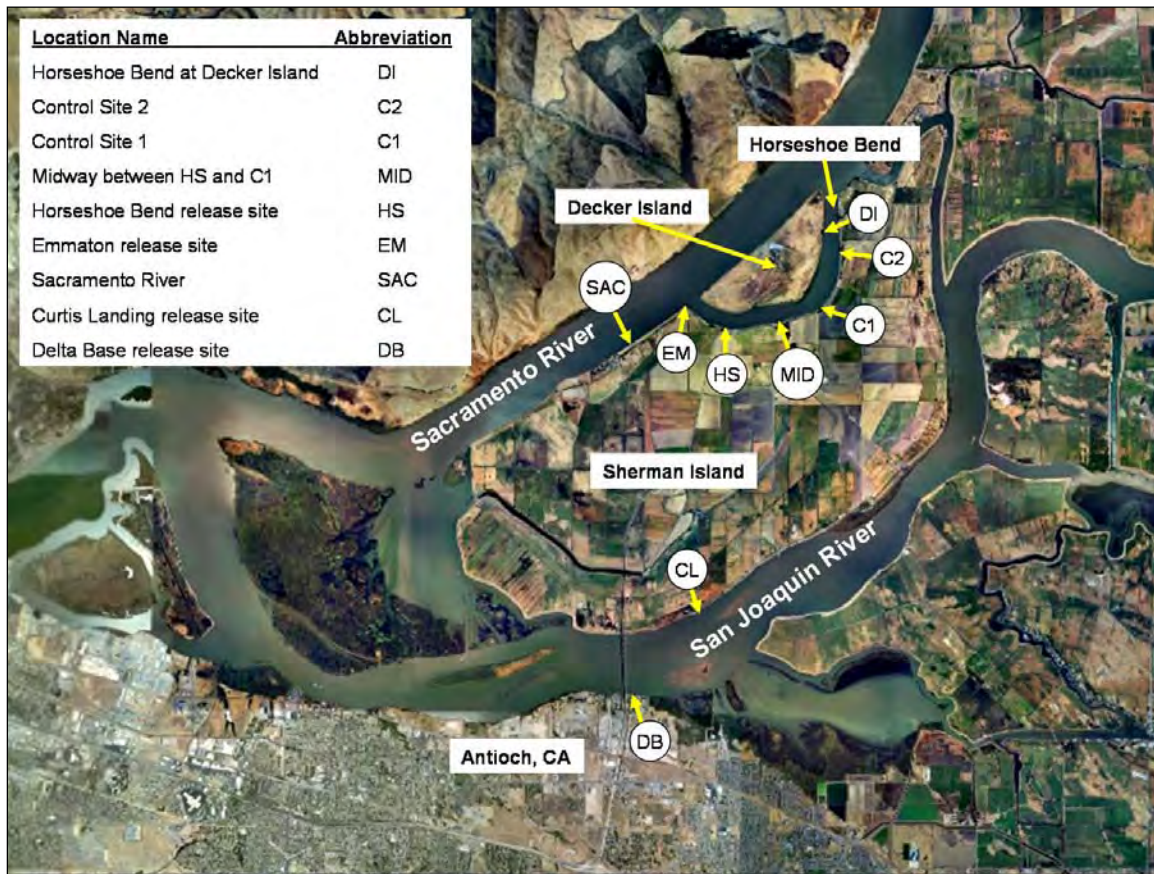 Location Name Abbreviation
Horseshoe Bend at Decker Island DI
Control Site 2 C2
Control Site 1 C1
Midway between HS and C1 MID
Horseshoe Bend release site HS
Emmaton release site EM
Sacramento River SAC
Curtis Landing release site CL
Delta Base release site DB
Horseshoe Bend
Decker Island
DI
C2
SAC
C1
EM
HS
MID
Sacramento River
Sherman Island
CL
San Joaquin River
DB
Antioch, CA